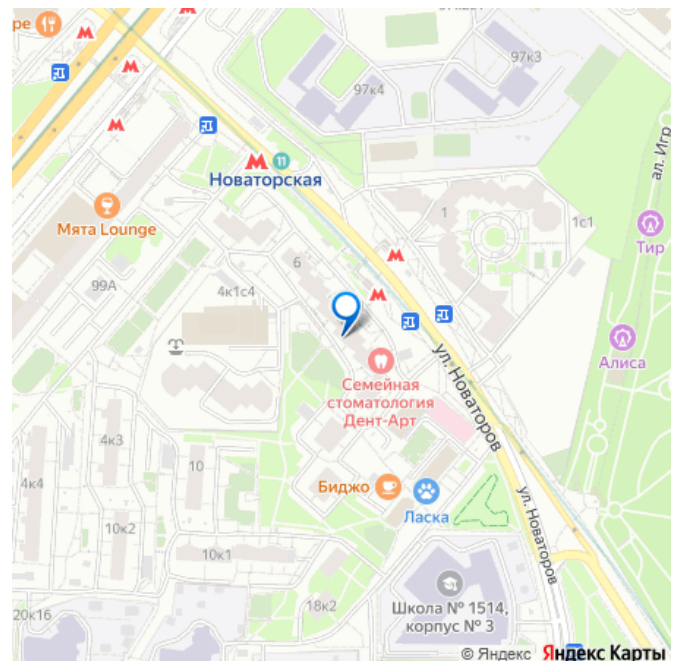 97к3
97к4
11
Новаторская
Мята Lounge
ал. Игр
1
1с1
Тир
6
99А
4к1с4
Алиса
ул. Новаторов
Семейная
стоматология
Дент-Арт
4к3
10
4к4
Биджо
Ласка
10к2
ул. Новаторов
10к1
18к2
Школа № 1514,
корпус № 3
20к16
© Яндекс Яндекс Карты